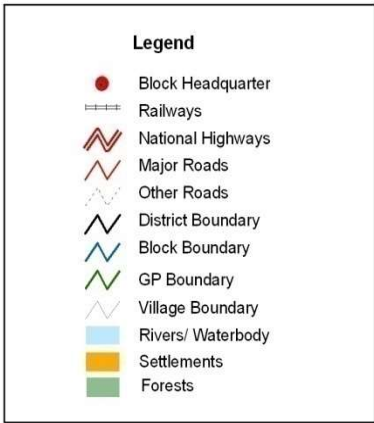 Legend
Block Headquarter
Railways
National Highways
Major Roads
Other Roads
District Boundary
Block Boundary
GP Boundary
Village Boundary
Rivers/ Waterbody
Settlements
Forests